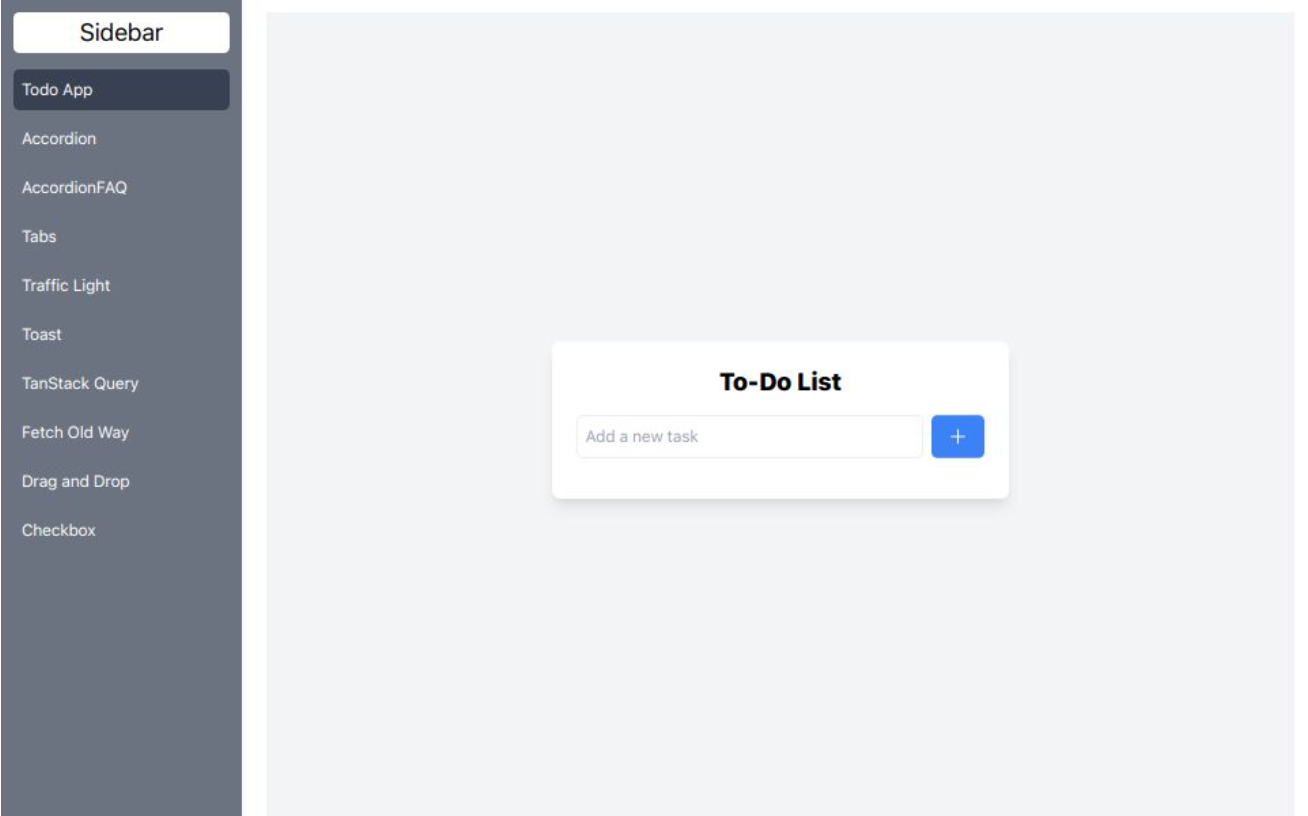 Sidebar
Todo App
Accordion
AccordionFAQ
Tabs
Traffic Light
Toast
TanStack Query
Fetch Old Way
Drag and Drop
Checkbox
To-Do List
Add a new task
+